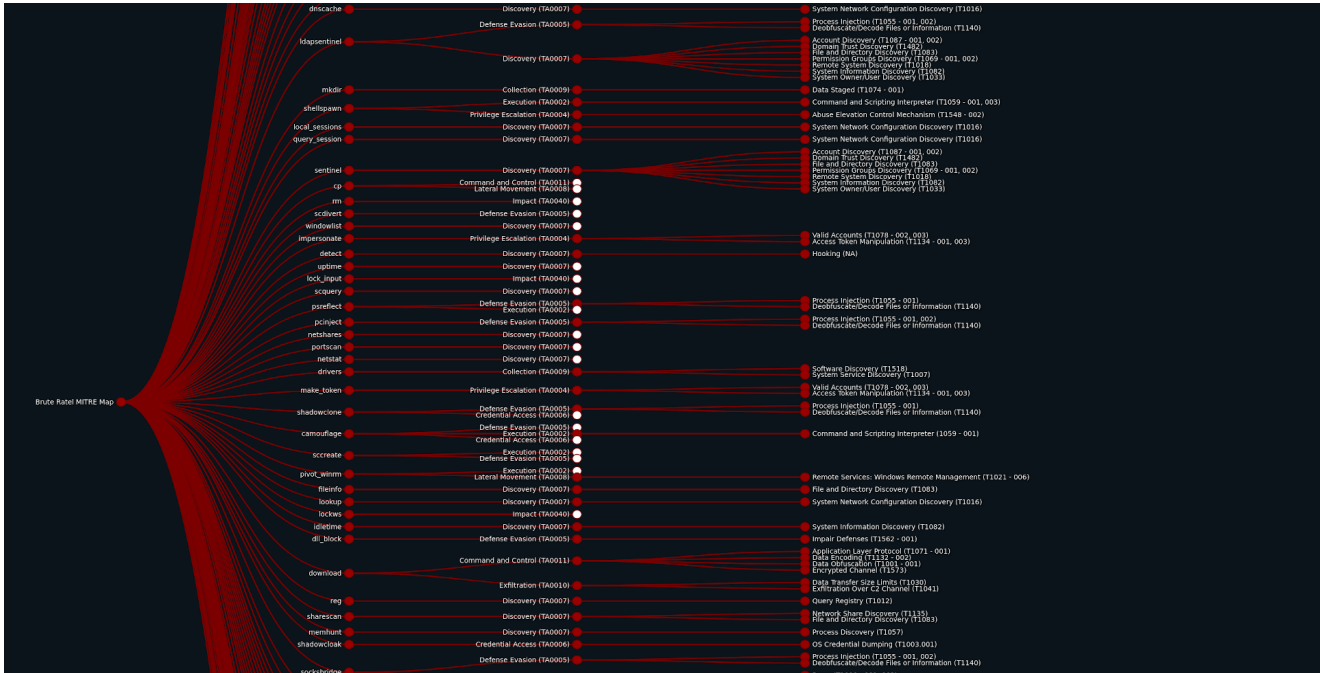 dnscache Discovery (TA0007) System Network Configuration Discovery (T1016)
Defense Evasion (TA0005) Process Injection (T1055 - 001, 002)
Deobfuscate/Decode Files or Information (T1140)
ldapsentinel
Account Discovery (T1087 - 001, 002)
Domain Trust Discovery (T1482)
File and Directory Discovery (T1083)
Discovery (TA0007) Permission Groups Discovery (T1069 - 001, 002)
Remote System Discovery (T1018)
System Information Discovery (T1082)
System Owner/User Discovery (T1033)
mkdir Collection (TA0009) Data Staged (T1074 - 001)
Execution (TA0002) Command and Scripting Interpreter (T1059 - 001, 003)
shellspawn
Privilege Escalation (TA0004) Abuse Elevation Control Mechanism (T1548 - 002)
local_sessions Discovery (TA0007) System Network Configuration Discovery (T1016)
query_session Discovery (TA0007) System Network Configuration Discovery (T1016)
Account Discovery (T1087 - 001, 002)
Domain Trust Discovery (T1482)
File and Directory Discovery (T1083)
sentinel Discovery (TA0007) Permission Groups Discovery (T1069 - 001, 002)
Remote System Discovery (T1018)
System Information Discovery (T1082)
System Owner/User Discovery (T1033)
cp Command and Control (TA0011)
Lateral Movement (TA0008)
rm Impact (TA0040)
scdivert Defense Evasion (TA0005)
windowlist Discovery (TA0007)
impersonate Privilege Escalation (TA0004) Valid Accounts (T1078 - 002, 003)
Access Token Manipulation (T1134 - 001, 003)
detect Discovery (TA0007) Hooking (NA)
uptime Discovery (TA0007)
lock_input Impact (TA0040)
scquery Discovery (TA0007)
psreflect Defense Evasion (TA0005) Process Injection (T1055 - 001)
Deobfuscate/Decode Files or Information (T1140)
Execution (TA0002)
pcinject Defense Evasion (TA0005) Process Injection (T1055 - 001, 002)
Deobfuscate/Decode Files or Information (T1140)
netshares Discovery (TA0007)
portscan Discovery (TA0007)
netstat Discovery (TA0007)
drivers Collection (TA0009) Software Discovery (T1518)
System Service Discovery (T1007)
make_token Privilege Escalation (TA0004) Valid Accounts (T1078 - 002, 003)
Access Token Manipulation (T1134 - 001, 003)
Brute Ratel MITRE Map
shadowclone Defense Evasion (TA0005) Process Injection (T1055 - 001)
Deobfuscate/Decode Files or Information (T1140)
Credential Access (TA0006)
camouflage Defense Evasion (TA0005)
Execution (TA0002) Command and Scripting Interpreter (1059 - 001)
Credential Access (TA0006)
sccreate Execution (TA0002)
Defense Evasion (TA0005)
pivot_winrm Execution (TA0002)
Lateral Movement (TA0008) Remote Services: Windows Remote Management (T1021 - 006)
fileinfo Discovery (TA0007) File and Directory Discovery (T1083)
lookup Discovery (TA0007) System Network Configuration Discovery (T1016)
lockws Impact (TA0040)
idletime Discovery (TA0007) System Information Discovery (T1082)
dll_block Defense Evasion (TA0005) Impair Defenses (T1562 - 001)
Application Layer Protocol (T1071 - 001)
Data Encoding (T1132 - 002)
Command and Control (TA0011)
Data Obfuscation (T1001 - 001)
Encrypted Channel (T1573)
download
Exfiltration (TA0010) Data Transfer Size Limits (T1030)
Exfiltration Over C2 Channel (T1041)
reg Discovery (TA0007) Query Registry (T1012)
sharescan Discovery (TA0007) Network Share Discovery (T1135)
File and Directory Discovery (T1083)
memhunt Discovery (TA0007) Process Discovery (T1057)
shadowcloak Credential Access (TA0006) OS Credential Dumping (T1003.001)
Defense Evasion (TA0005) Process Injection (T1055 - 001, 002)
Deobfuscate/Decode Files or Information (T1140)
socksbridge